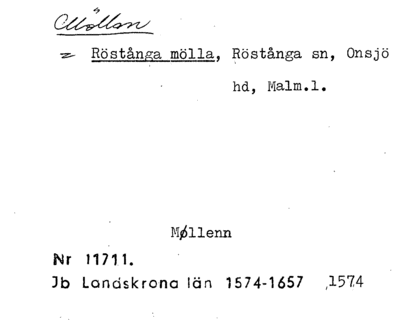 Möllan
= Röstånga mölla, Röstånga sn, Onsjö
hd, Malm.l.
Møllenn
Nr 11711.
Jb Landskrona län 1574-1657 ,1574